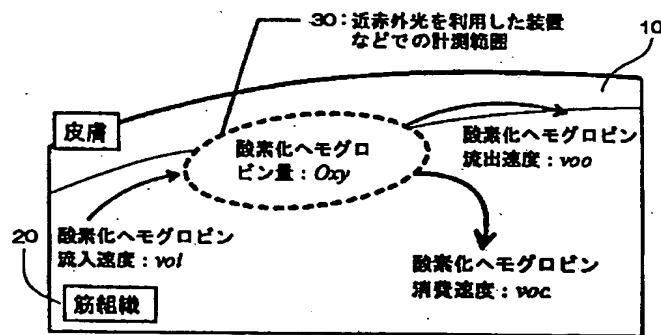 30：近赤外光を利用した装置
などでの計測範囲
10
皮膚
酸素化ヘモグロ
ビン量：Oxy
酸素化ヘモグロビン
流出速度：voo
20
酸素化ヘモグロビン
流入速度：voi
酸素化ヘモグロビン
消費速度：voc
筋組織